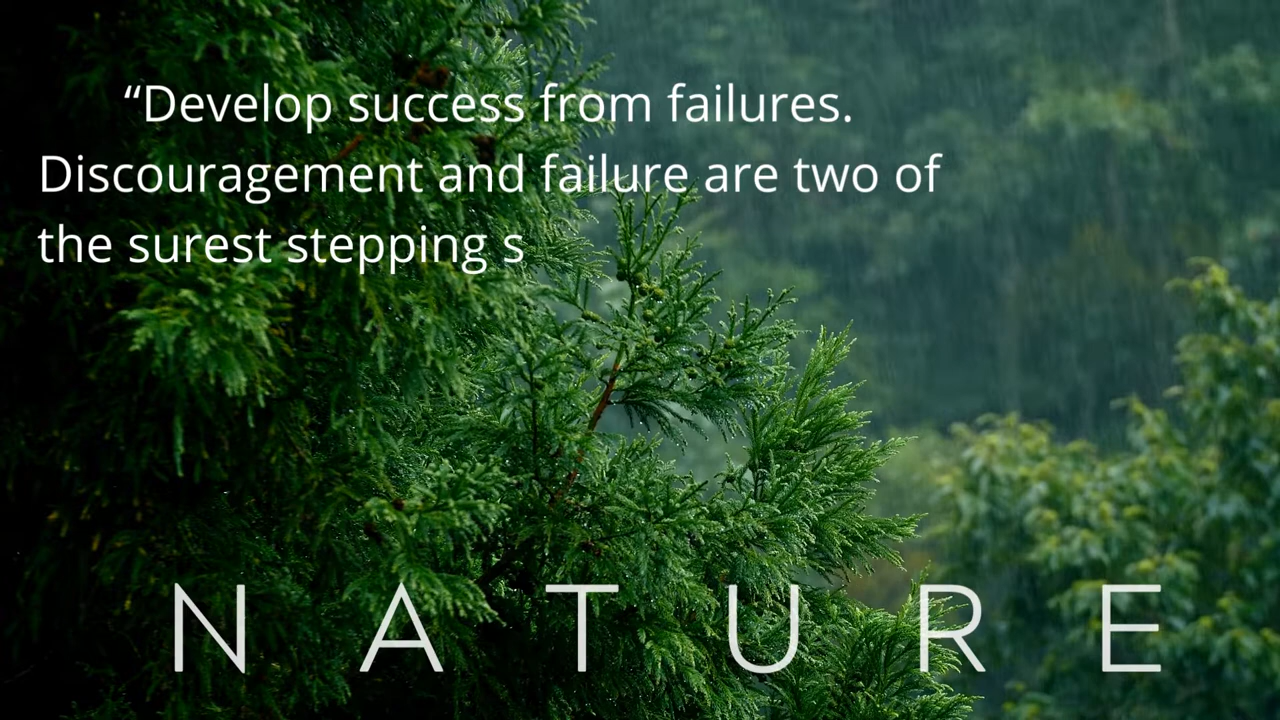 “Develop success from failures.
Discouragement and failure are two of
the surest stepping s
N A T U R E